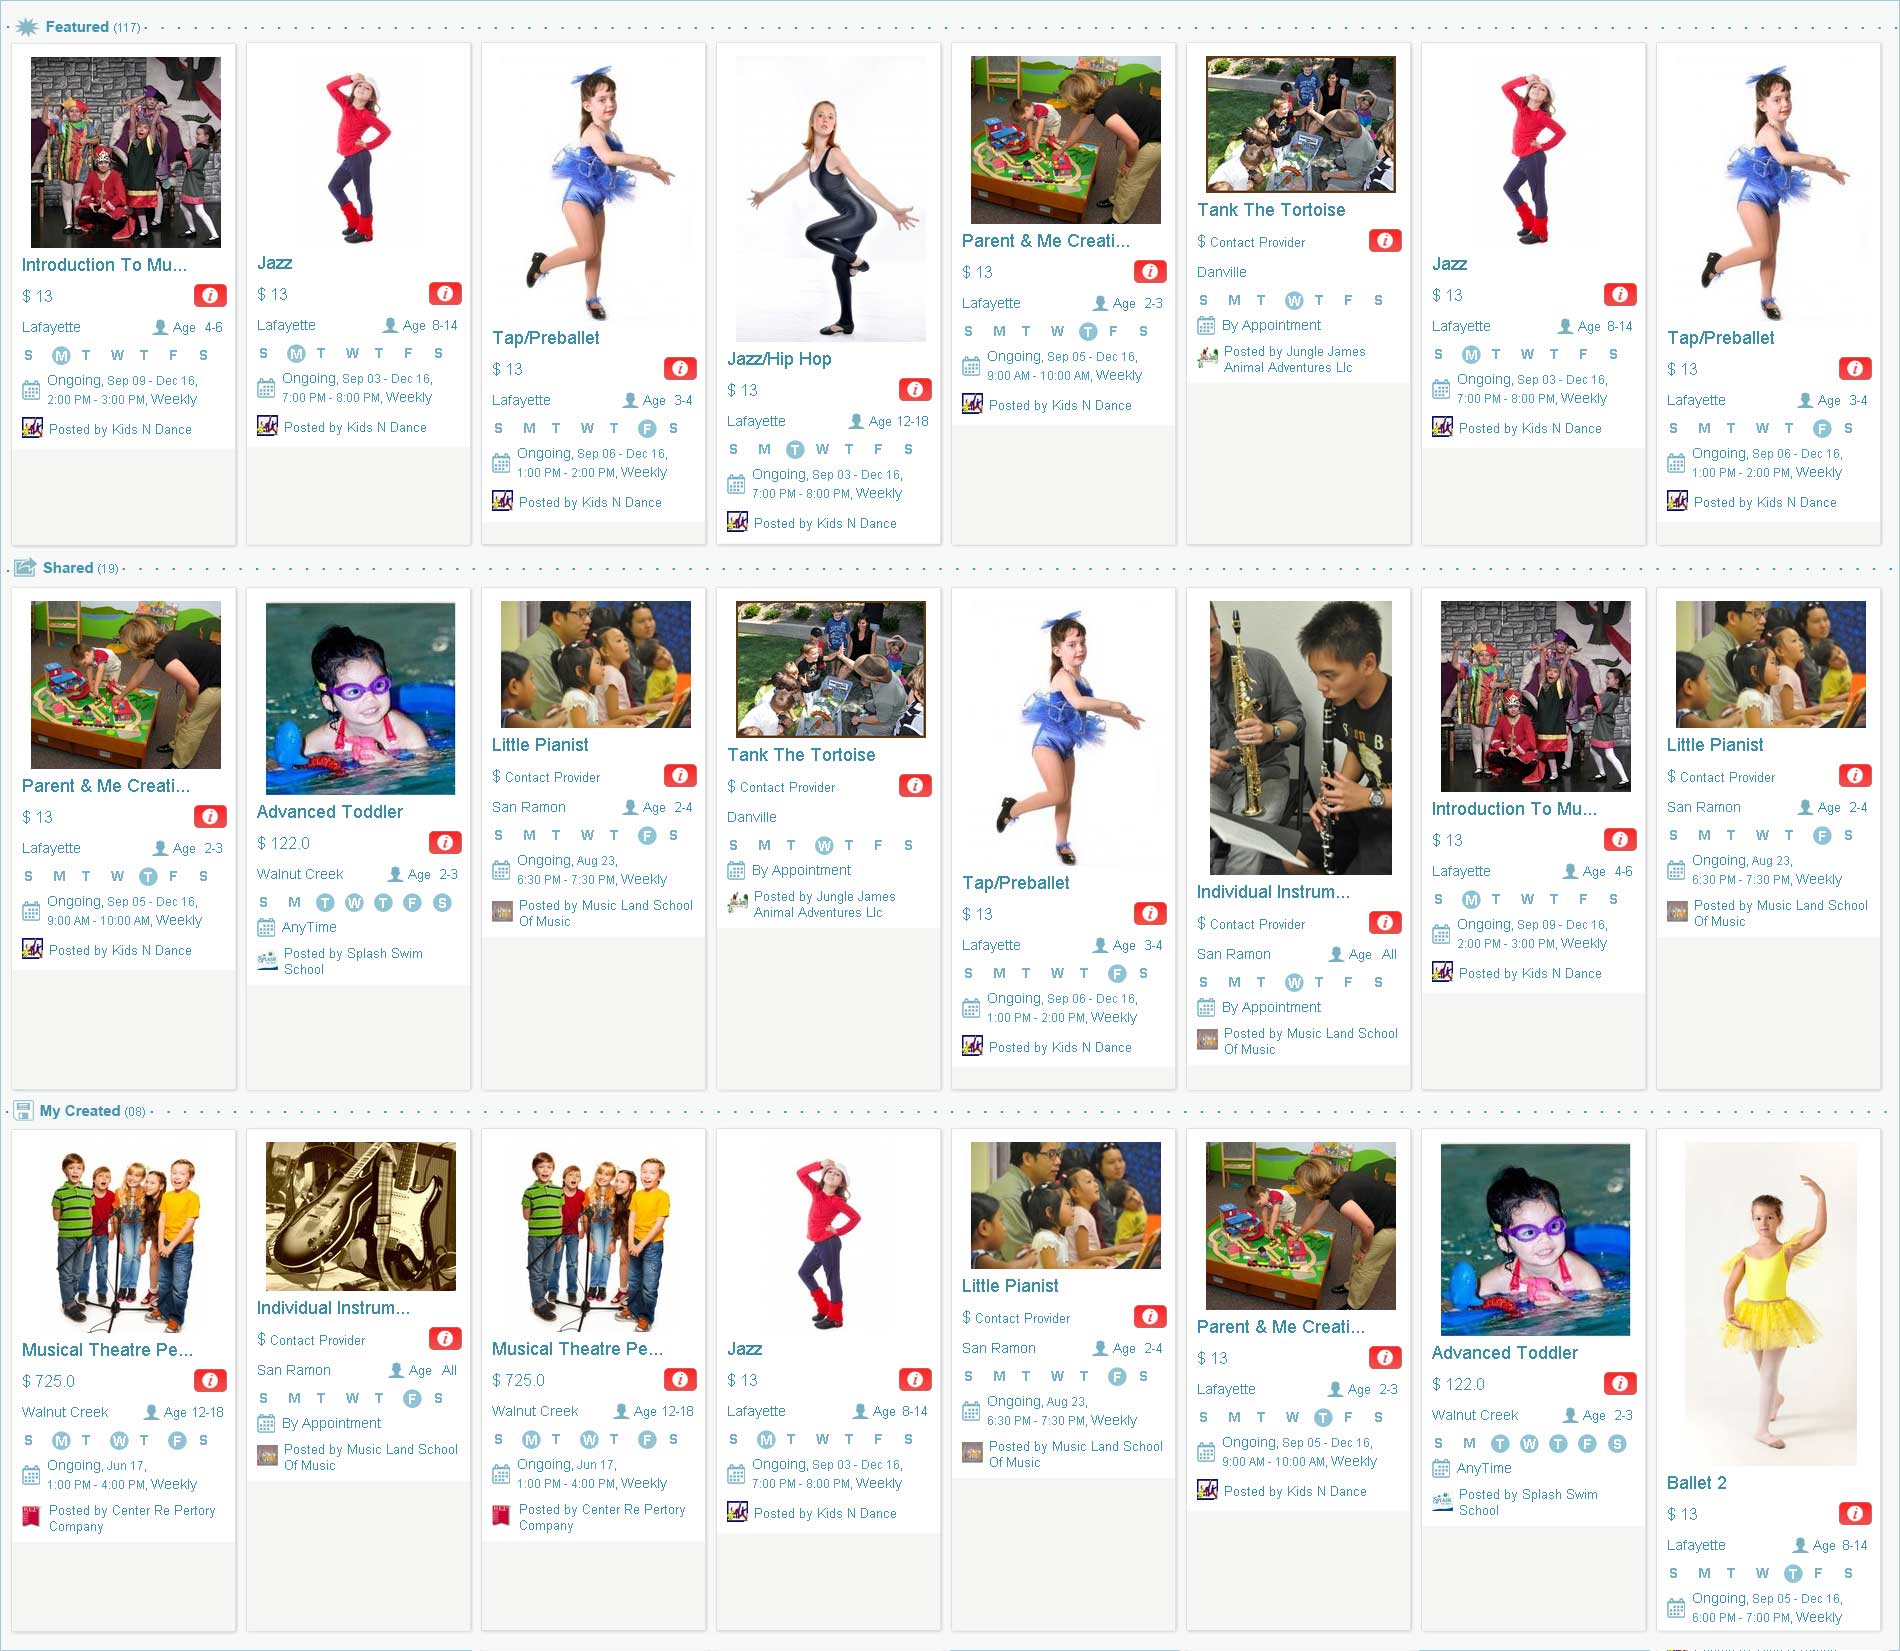 Featured (117)
Introduction To Mu...
$ 13
Lafayette Age 4-6
S M T W T F S
Ongoing, Sep 09 - Dec 16,
2:00 PM - 3:00 PM, Weekly
Posted by Kids N Dance
Jazz
$ 13
Lafayette Age 8-14
S M T W T F S
Ongoing, Sep 03 - Dec 16,
7:00 PM - 8:00 PM, Weekly
Posted by Kids N Dance
Tap/Preballet
$ 13
Lafayette Age 3-4
S M T W T F S
Ongoing, Sep 06 - Dec 16,
1:00 PM - 2:00 PM, Weekly
Posted by Kids N Dance
Jazz/Hip Hop
$ 13
Lafayette Age 12-18
S M T W T F S
Ongoing, Sep 03 - Dec 16,
7:00 PM - 8:00 PM, Weekly
Posted by Kids N Dance
Parent & Me Creati...
$ 13
Lafayette Age 2-3
S M T W T F S
Ongoing, Sep 05 - Dec 16,
9:00 AM - 10:00 AM, Weekly
Posted by Kids N Dance
Tank The Tortoise
$ Contact Provider
Danville
S M T W T F S
By Appointment
Posted by Jungle James
Animal Adventures Llc
Jazz
$ 13
Lafayette Age 8-14
S M T W T F S
Ongoing, Sep 03 - Dec 16,
7:00 PM - 8:00 PM, Weekly
Posted by Kids N Dance
Tap/Preballet
$ 13
Lafayette Age 3-4
S M T W T F S
Ongoing, Sep 06 - Dec 16,
1:00 PM - 2:00 PM, Weekly
Posted by Kids N Dance
Shared (19)
Parent & Me Creati...
$ 13
Lafayette Age 2-3
S M T W T F S
Ongoing, Sep 05 - Dec 16,
9:00 AM - 10:00 AM, Weekly
Posted by Kids N Dance
Advanced Toddler
$ 122.0
Walnut Creek Age 2-3
S M T W T F S
AnyTime
Posted by Splash Swim
School
Little Pianist
$ Contact Provider
San Ramon Age 2-4
S M T W T F S
Ongoing, Aug 23,
6:30 PM - 7:30 PM, Weekly
Posted by Music Land School
Of Music
Tank The Tortoise
$ Contact Provider
Danville
S M T W T F S
By Appointment
Posted by Jungle James
Animal Adventures Llc
Tap/Preballet
$ 13
Lafayette Age 3-4
S M T W T F S
Ongoing, Sep 06 - Dec 16,
1:00 PM - 2:00 PM, Weekly
Posted by Kids N Dance
Individual Instrum...
$ Contact Provider
San Ramon Age All
S M T W T F S
By Appointment
Posted by Music Land School
Of Music
Introduction To Mu...
$ 13
Lafayette Age 4-6
S M T W T F S
Ongoing, Sep 09 - Dec 16,
2:00 PM - 3:00 PM, Weekly
Posted by Kids N Dance
Little Pianist
$ Contact Provider
San Ramon Age 2-4
S M T W T F S
Ongoing, Aug 23,
6:30 PM - 7:30 PM, Weekly
Posted by Music Land School
Of Music
My Created (08)
Musical Theatre Pe...
$ 725.0
Walnut Creek Age 12-18
S M T W T F S
Ongoing, Jun 17,
1:00 PM - 4:00 PM, Weekly
Posted by Center Re Pertory
Company
Individual Instrum...
$ Contact Provider
San Ramon Age All
S M T W T F S
By Appointment
Posted by Music Land School
Of Music
Musical Theatre Pe...
$ 725.0
Walnut Creek Age 12-18
S M T W T F S
Ongoing, Jun 17,
1:00 PM - 4:00 PM, Weekly
Posted by Center Re Pertory
Company
Jazz
$ 13
Lafayette Age 8-14
S M T W T F S
Ongoing, Sep 03 - Dec 16,
7:00 PM - 8:00 PM, Weekly
Posted by Kids N Dance
Little Pianist
$ Contact Provider
San Ramon Age 2-4
S M T W T F S
Ongoing, Aug 23,
6:30 PM - 7:30 PM, Weekly
Posted by Music Land School
Of Music
Parent & Me Creati...
$ 13
Lafayette Age 2-3
S M T W T F S
Ongoing, Sep 05 - Dec 16,
9:00 AM - 10:00 AM, Weekly
Posted by Kids N Dance
Advanced Toddler
$ 122.0
Walnut Creek Age 2-3
S M T W T F S
AnyTime
Posted by Splash Swim
School
Ballet 2
$ 13
Lafayette Age 8-14
S M T W T F S
Ongoing, Sep 05 - Dec 16,
6:00 PM - 7:00 PM, Weekly